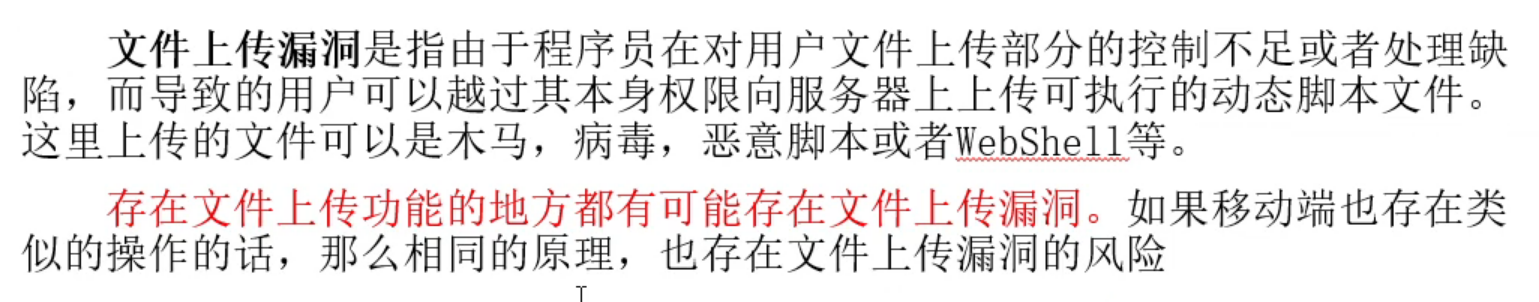 文件上传漏洞是指由于程序员在对用户文件上传部分的控制不足或者处理缺
陷，而导致的用户可以越过其本身权限向服务器上上传可执行的动态脚本文件。
这里上传的文件可以是木马，病毒，恶意脚本或者WebShell等。
存在文件上传功能的地方都有可能存在文件上传漏洞。如果移动端也存在类
似的操作的话，那么相同的原理，也存在文件上传漏洞的风险